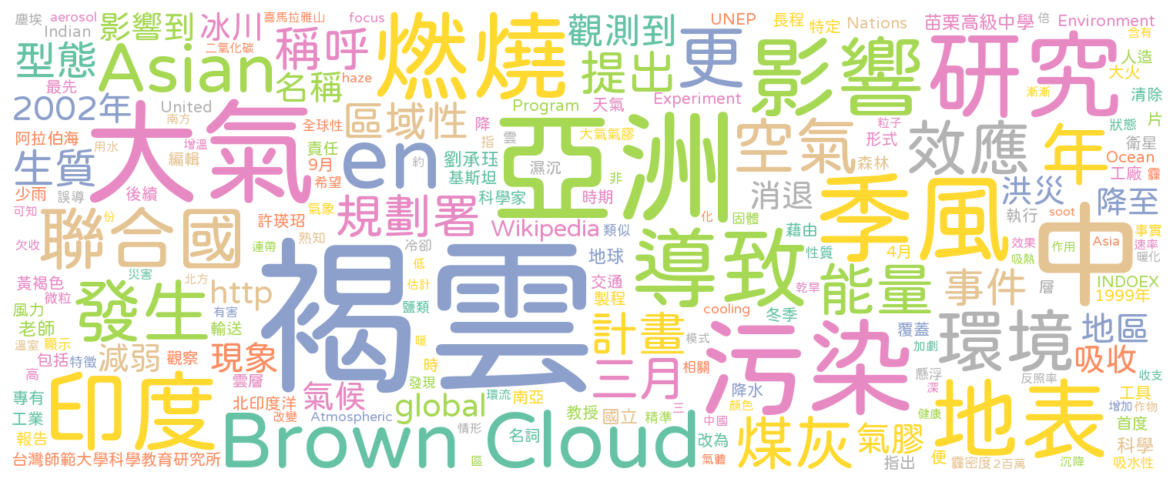 塵埃 aerosol 影響到 冰川 喜馬拉雅山 focus 觀測到 UNEP 長程 特定 Nations 苗栗高級中學 倍 Environment
Indian 二氧化碳 稱呼 燃燒 更 影響 研究 含有
型態 Asian 名稱 提出 人造
最先 haze 大火
2002年 United 大氣 區域性 Program 天氣 Experiment 空氣 粒子 形式 效應 年 漸漸 清除
南方 全球性 降 雲 大氣氣膠 狀態 片
阿拉伯海 用水 增溫 責任 en 指 亞洲 衛星
生質 編輯 9月 劉承珏 濕沉 非 森林 Ocean
少雨 誤導 後續 希望 約 基斯坦 消退 季風 洪災 工廠 霾
可知 份 許瑛玿 氣象 規劃署 科學家 時期 化 固體 執行 降至
聯合國 熟知 Wikipedia 類似 藉由 soot 中 事實
欠收 連帶 冷卻 導致 性質 4月 效果 Asia 作用 速率
黃褐色 災害 北方 低 地球 吸熱 暖化
微粒 發生 http 褐雲 估計 交通 乾旱 能量 事件 層 INDOEX
風力 有害 鹽類 製程 冬季 1999年
老師 顯示 輸送 計畫 cooling 覆蓋 環境 地區
溫室 減弱 觀察 現象 暖 模式 污染 加劇 吸收
包括 特徵 時 三月 相關 懸浮 反照率 收支
高 雲層 氣候 發現 環流 南亞 降水 深 工具
專有 印度 北印度洋 global 教授 國立 精準 三 顏色 健康 地表 增加 作物
工業 改變 Atmospheric 名詞 中國 煤灰 氣膠 首度
報告 Brown Cloud 情形 改為 便 科學
台灣師範大學科學教育研究所 區 氣體 指出 霾密度 2百萬 沉降 吸水性